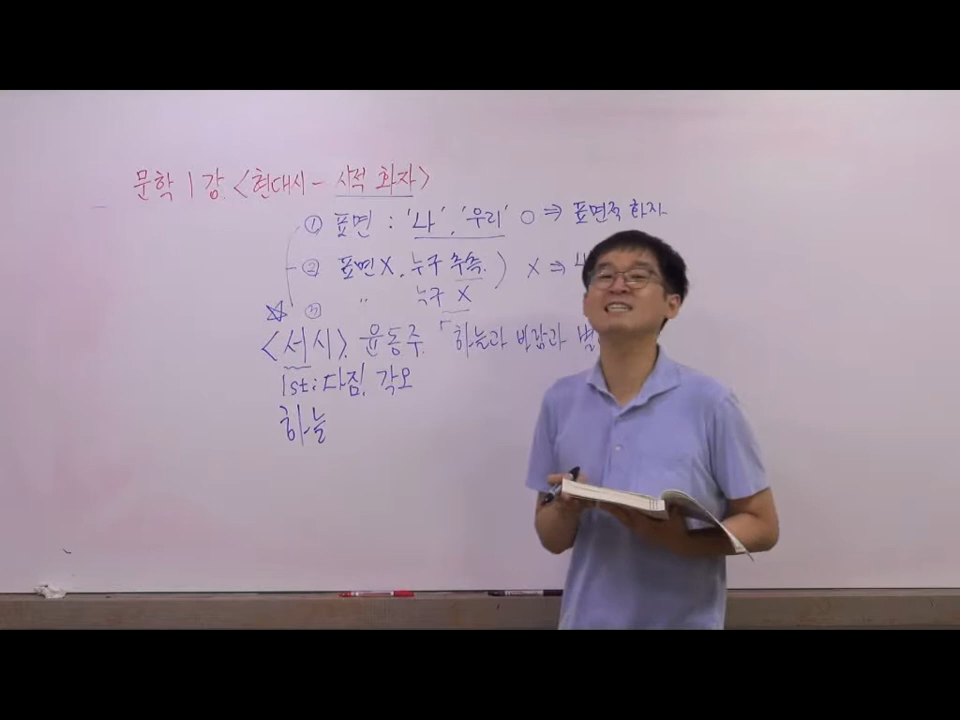 문학 1강 <현대시 - 시적 화자>
① 표면 : '나', '우리' ○ ⇒ 표면적 화자
② 표면X, 누구 추측. ) X ⇒
☆ ③ " 누구 X
<서시>, 윤동주. 「하늘과 바람과 별
1st : 다짐, 각오
하늘